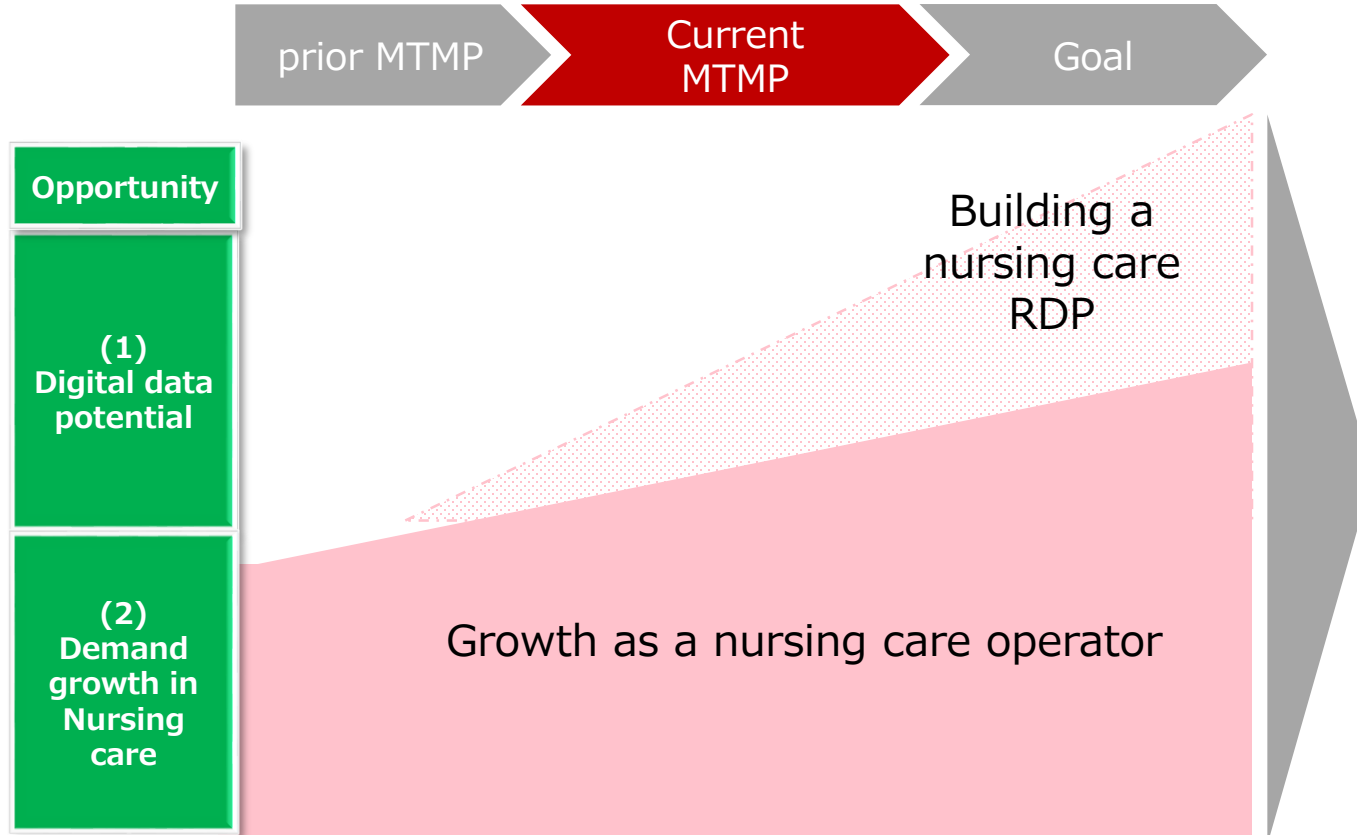 prior MTMP
Current
MTMP
Goal
Opportunity
Building a
nursing care
RDP
(1)
Digital data
potential
(2)
Demand
growth in
Nursing
care
Growth as a nursing care operator